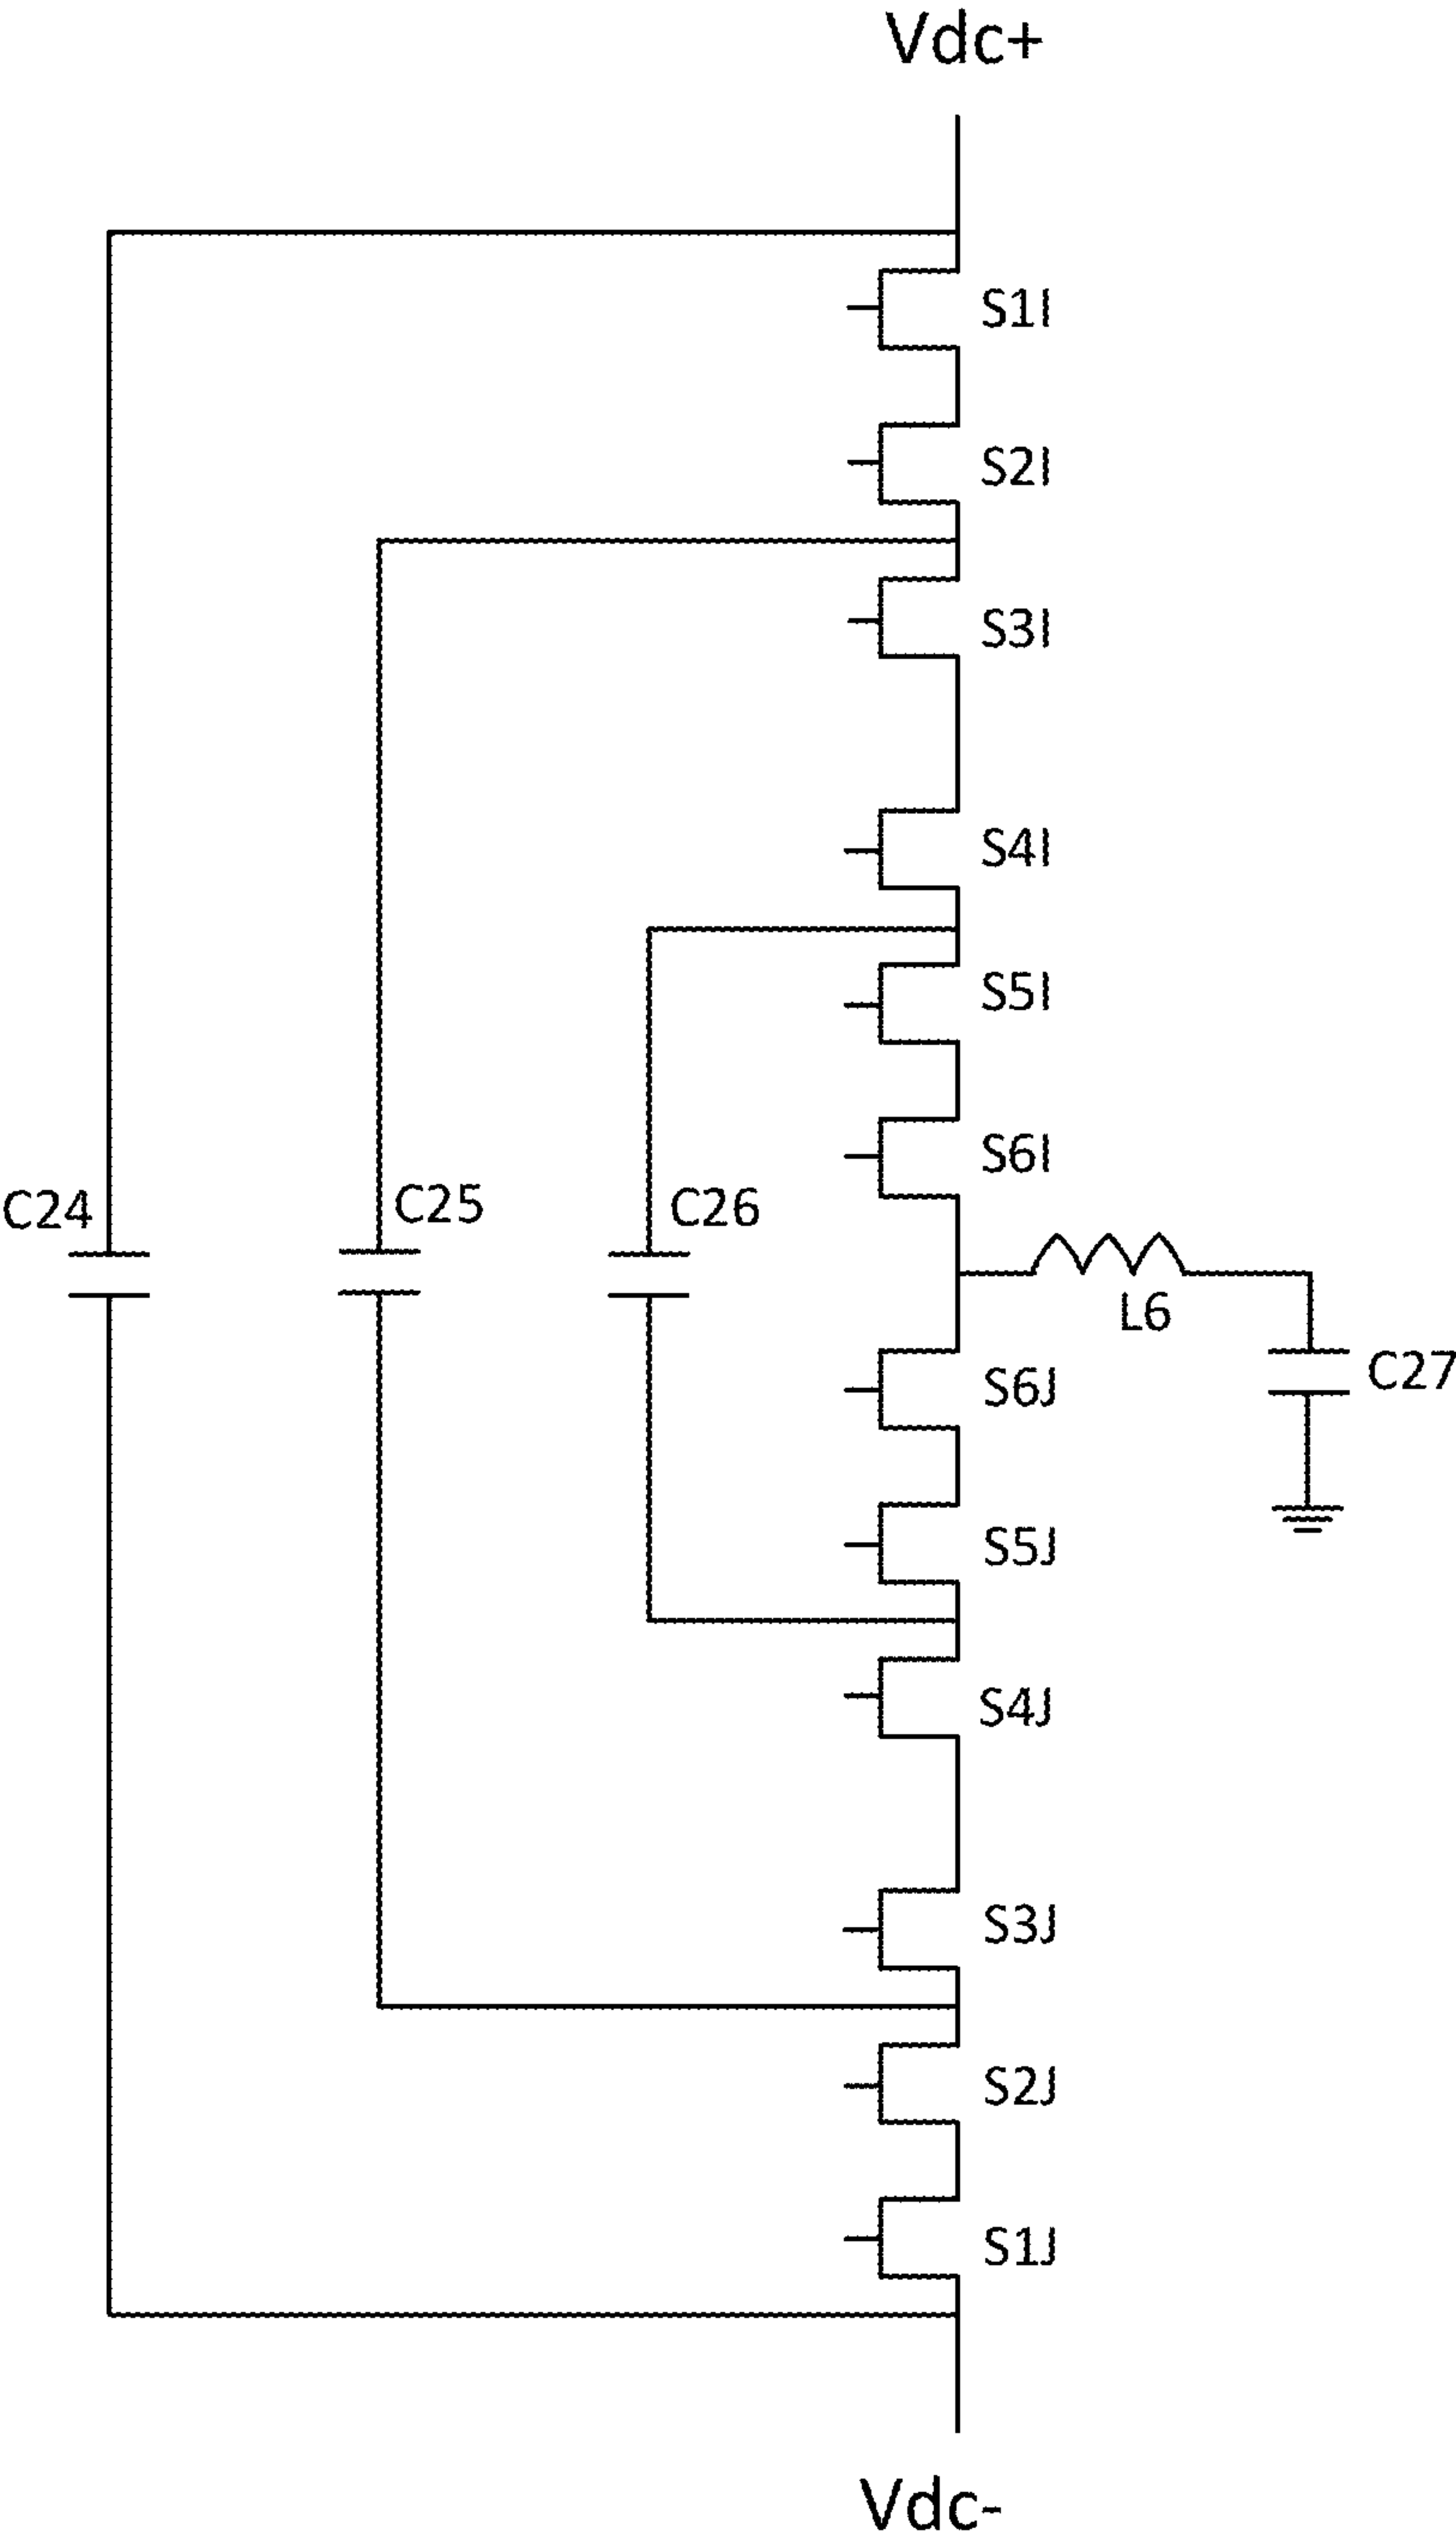 Vdc+
S1I
S2I
S3I
S4I
S5I
S6I
C24
C25
C26
L6
C27
S6J
S5J
S4J
S3J
S2J
S1J
Vdc-